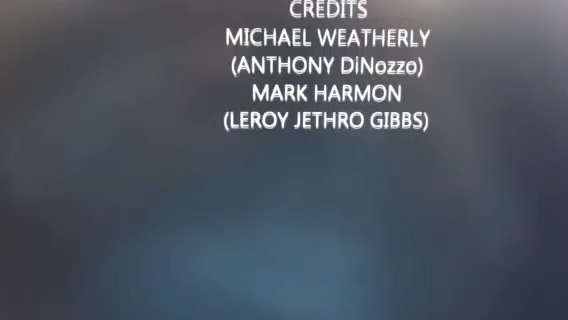 CREDITS
MICHAEL WEATHERLY
(ANTHONY DiNozzo)
MARK HARMON
(LEROY JETHRO GIBBS)